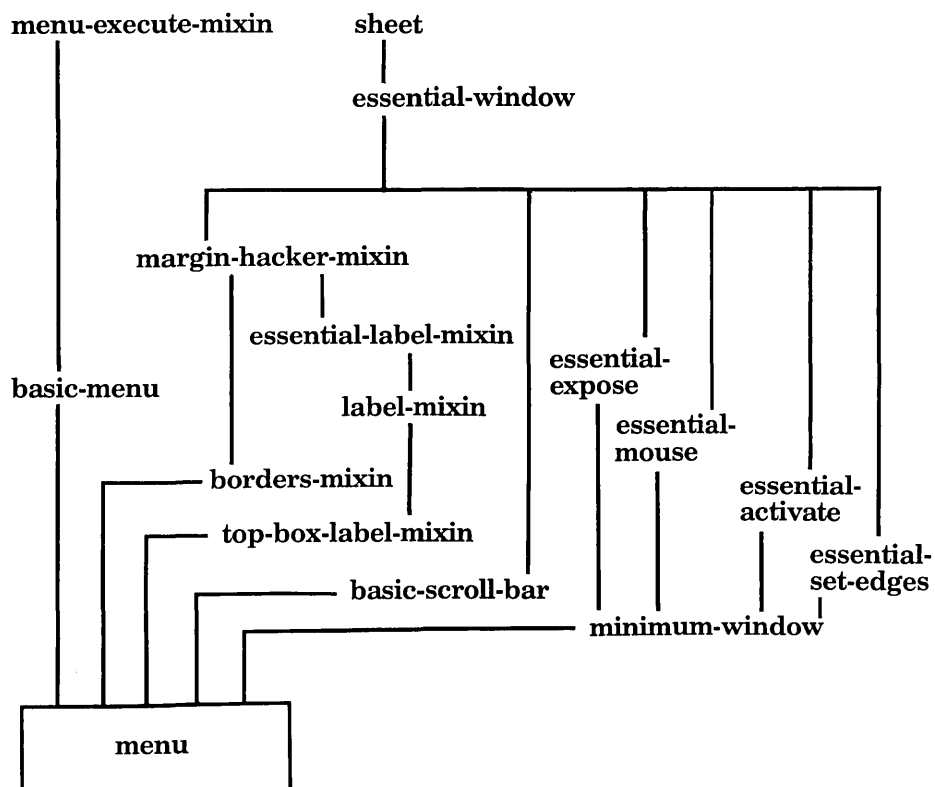 menu-execute-mixin
sheet
essential-window
margin-hacker-mixin
essential-label-mixin
essential-
expose
basic-menu
label-mixin
essential-
mouse
borders-mixin
essential-
activate
top-box-label-mixin
essential-
set-edges
basic-scroll-bar
minimum-window
menu